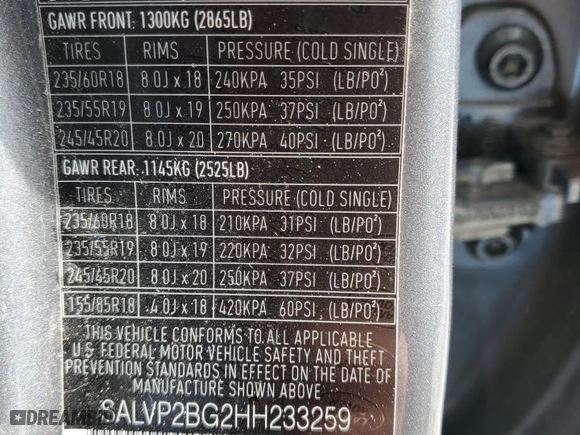 GAWR FRONT: 1300KG (2865LB)
TIRES RIMS PRESSURE (COLD SINGLE)
235/60R18 8.0J x 18 240KPA 35PSI (LB/PO²)
235/55R19 8.0J x 19 250KPA 37PSI (LB/PO²)
245/45R20 8.0J x 20 270KPA 40PSI (LB/PO²)
GAWR REAR: 1145KG (2525LB)
TIRES RIMS PRESSURE (COLD SINGLE)
235/60R18 8.0J x 18 210KPA 31PSI (LB/PO²)
235/55R19 8.0J x 19 220KPA 32PSI (LB/PO²)
245/45R20 8.0J x 20 250KPA 37PSI (LB/PO²)
155/85R18 4.0J x 18 420KPA 60PSI (LB/PO²)
THIS VEHICLE CONFORMS TO ALL APPLICABLE
U.S. FEDERAL MOTOR VEHICLE SAFETY AND THEFT
PREVENTION STANDARDS IN EFFECT ON THE DATE OF
MANUFACTURE SHOWN ABOVE
SALVP2BG2HH233259
AUTOHELPERBOT.COM